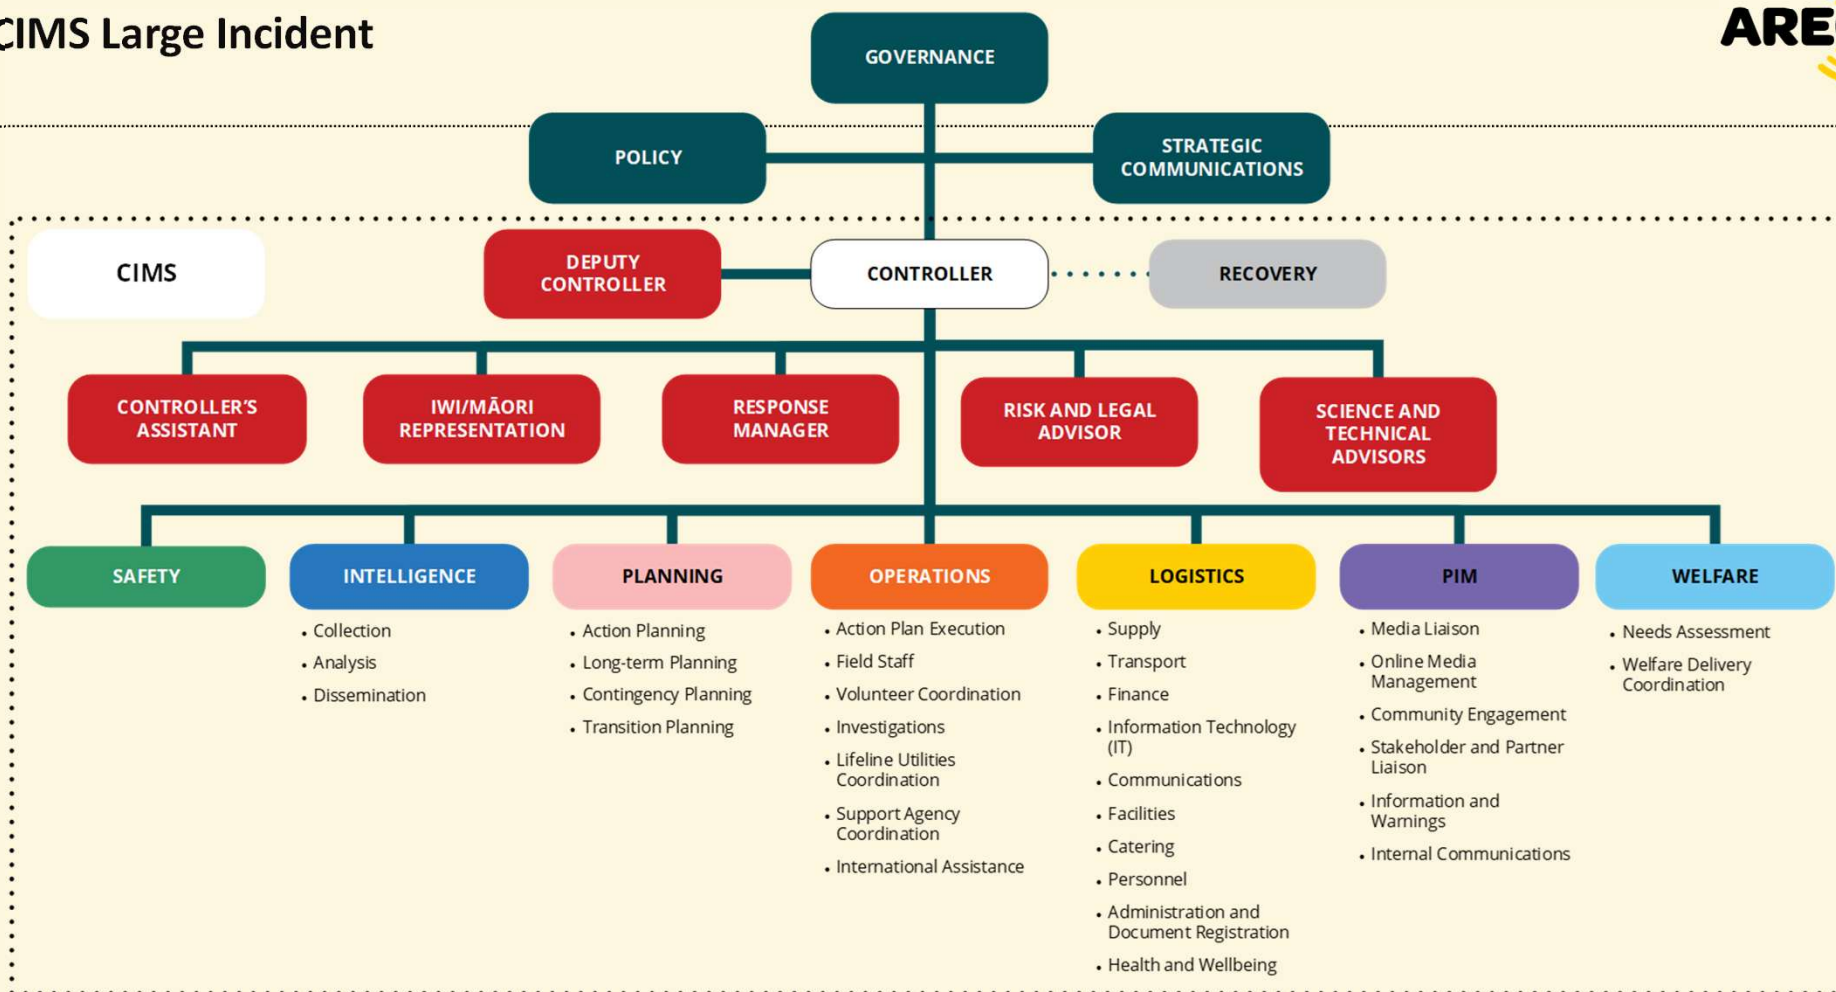 CIMS Large Incident
GOVERNANCE
POLICY
STRATEGIC
COMMUNICATIONS
CIMS
DEPUTY
CONTROLLER
CONTROLLER
RECOVERY
CONTROLLER'S
ASSISTANT
IWI/MĀORI
REPRESENTATION
RESPONSE
MANAGER
RISK AND LEGAL
ADVISOR
SCIENCE AND
TECHNICAL
ADVISORS
SAFETY
INTELLIGENCE
• Collection
• Analysis
• Dissemination
PLANNING
• Action Planning
• Long-term Planning
• Contingency Planning
• Transition Planning
OPERATIONS
• Action Plan Execution
• Field Staff
• Volunteer Coordination
• Investigations
• Lifeline Utilities
Coordination
• Support Agency
Coordination
• International Assistance
LOGISTICS
• Supply
• Transport
• Finance
• Information Technology
(IT)
• Communications
• Facilities
• Catering
• Personnel
• Administration and
Document Registration
• Health and Wellbeing
PIM
• Media Liaison
• Online Media
Management
• Community Engagement
• Stakeholder and Partner
Liaison
• Information and
Warnings
• Internal Communications
WELFARE
• Needs Assessment
• Welfare Delivery
Coordination